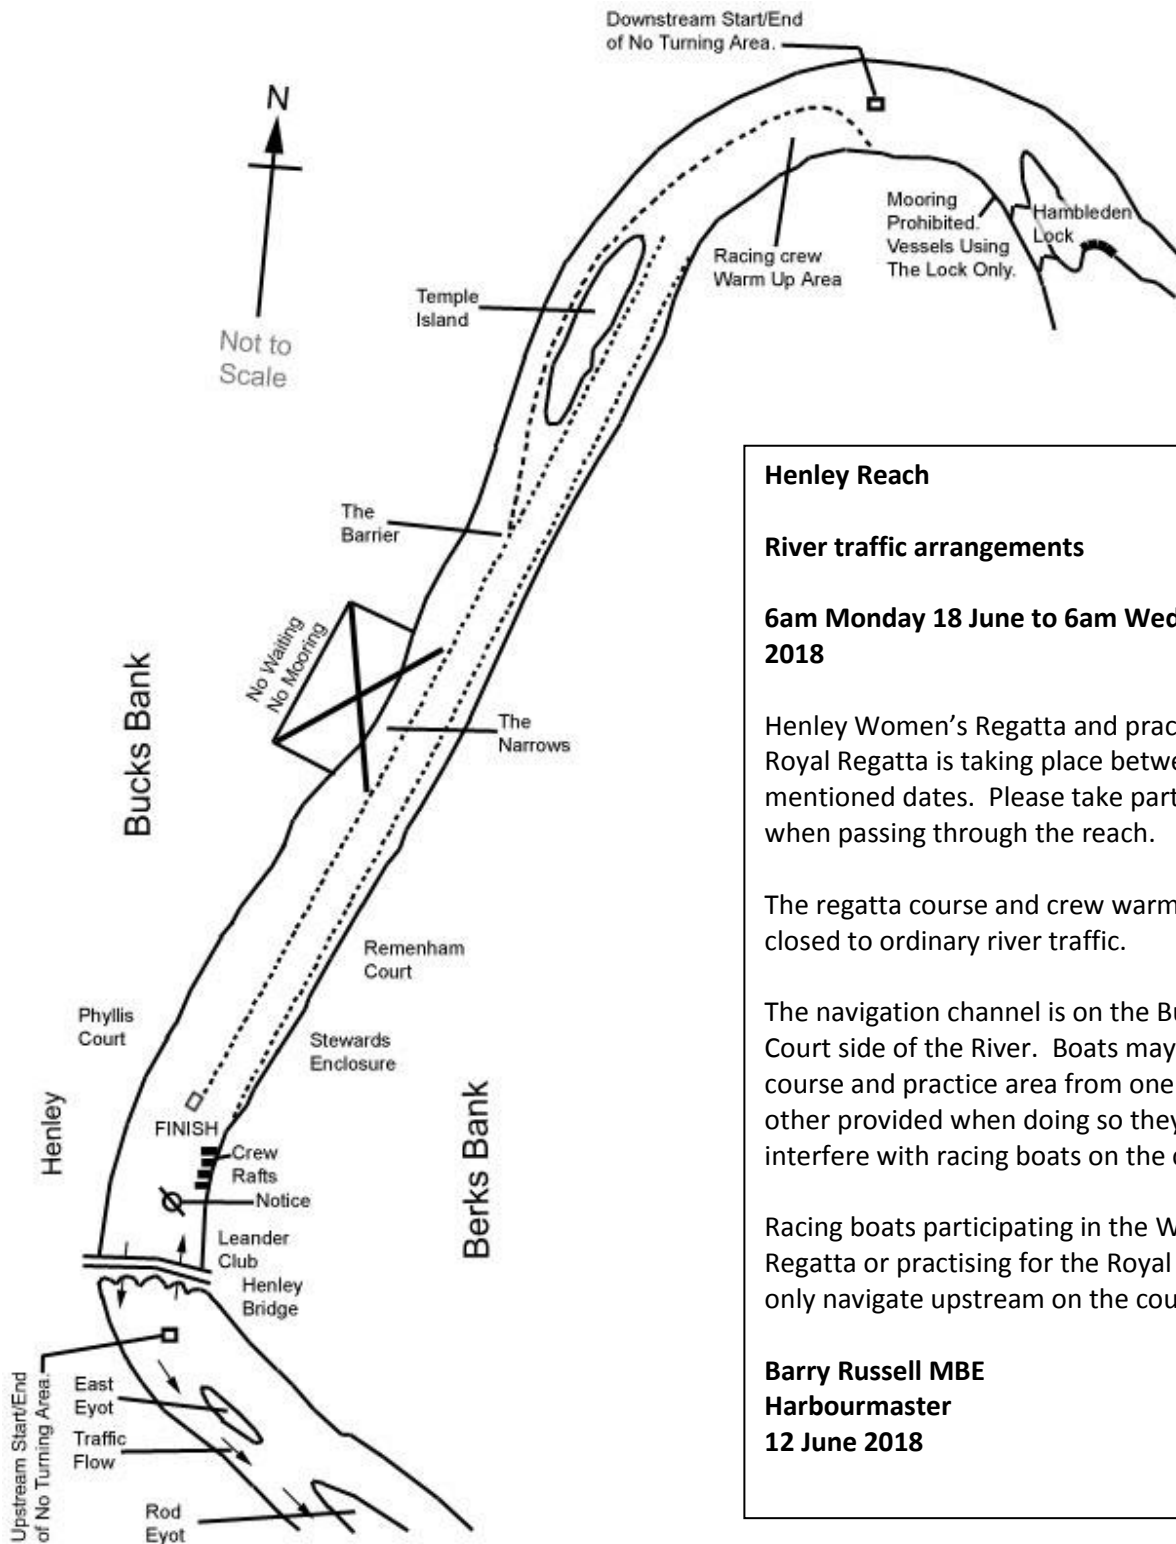 Downstream Start/End
of No Turning Area.
N
Not to
Scale
Mooring
Prohibited.
Vessels Using
The Lock Only.
Hambleden
Lock
Racing crew
Warm Up Area
Temple
Island
The
Barrier
No Waiting
No Mooring
Bucks Bank
The
Narrows
Remenham
Court
Phyllis
Court
Stewards
Enclosure
Henley
FINISH
Crew
Rafts
Notice
Berks Bank
Leander
Club
Henley
Bridge
Upstream Start/End
of No Turning Area.
East
Eyot
Traffic
Flow
Rod
Eyot
Henley Reach
River traffic arrangements
6am Monday 18 June to 6am Wed
2018
Henley Women’s Regatta and prac
Royal Regatta is taking place betwe
mentioned dates. Please take part
when passing through the reach.
The regatta course and crew warm
closed to ordinary river traffic.
The navigation channel is on the Bu
Court side of the River. Boats may
course and practice area from one
other provided when doing so they
interfere with racing boats on the
Racing boats participating in the W
Regatta or practising for the Royal
only navigate upstream on the cou
Barry Russell MBE
Harbourmaster
12 June 2018